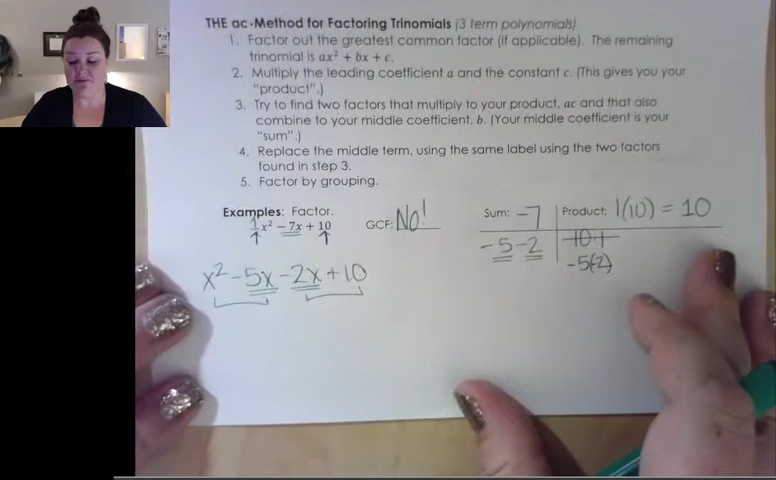 THE ac-Method for Factoring Trinomials (3 term polynomials)
1. Factor out the greatest common factor (if applicable). The remaining
trinomial is ax² + bx + c.
2. Multiply the leading coefficient a and the constant c. (This gives you your
"product".)
3. Try to find two factors that multiply to your product, ac and that also
combine to your middle coefficient, b. (Your middle coefficient is your
"sum".)
4. Replace the middle term, using the same label using the two factors
found in step 3.
5. Factor by grouping.
Examples: Factor.
1x² - 7x + 10
GCF: No!
Sum: -7
Product: 1(10) = 10
-5 -2
10·1
-5(-2)
x² - 5x - 2x + 10